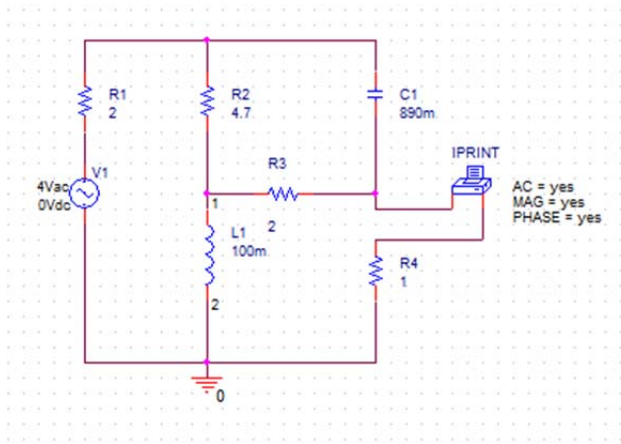 R1
2
R2
4.7
C1
890m
V1
4Vac
0Vdc
R3
2
1
L1
100m
2
IPRINT
AC = yes
MAG = yes
PHASE = yes
R4
1
0